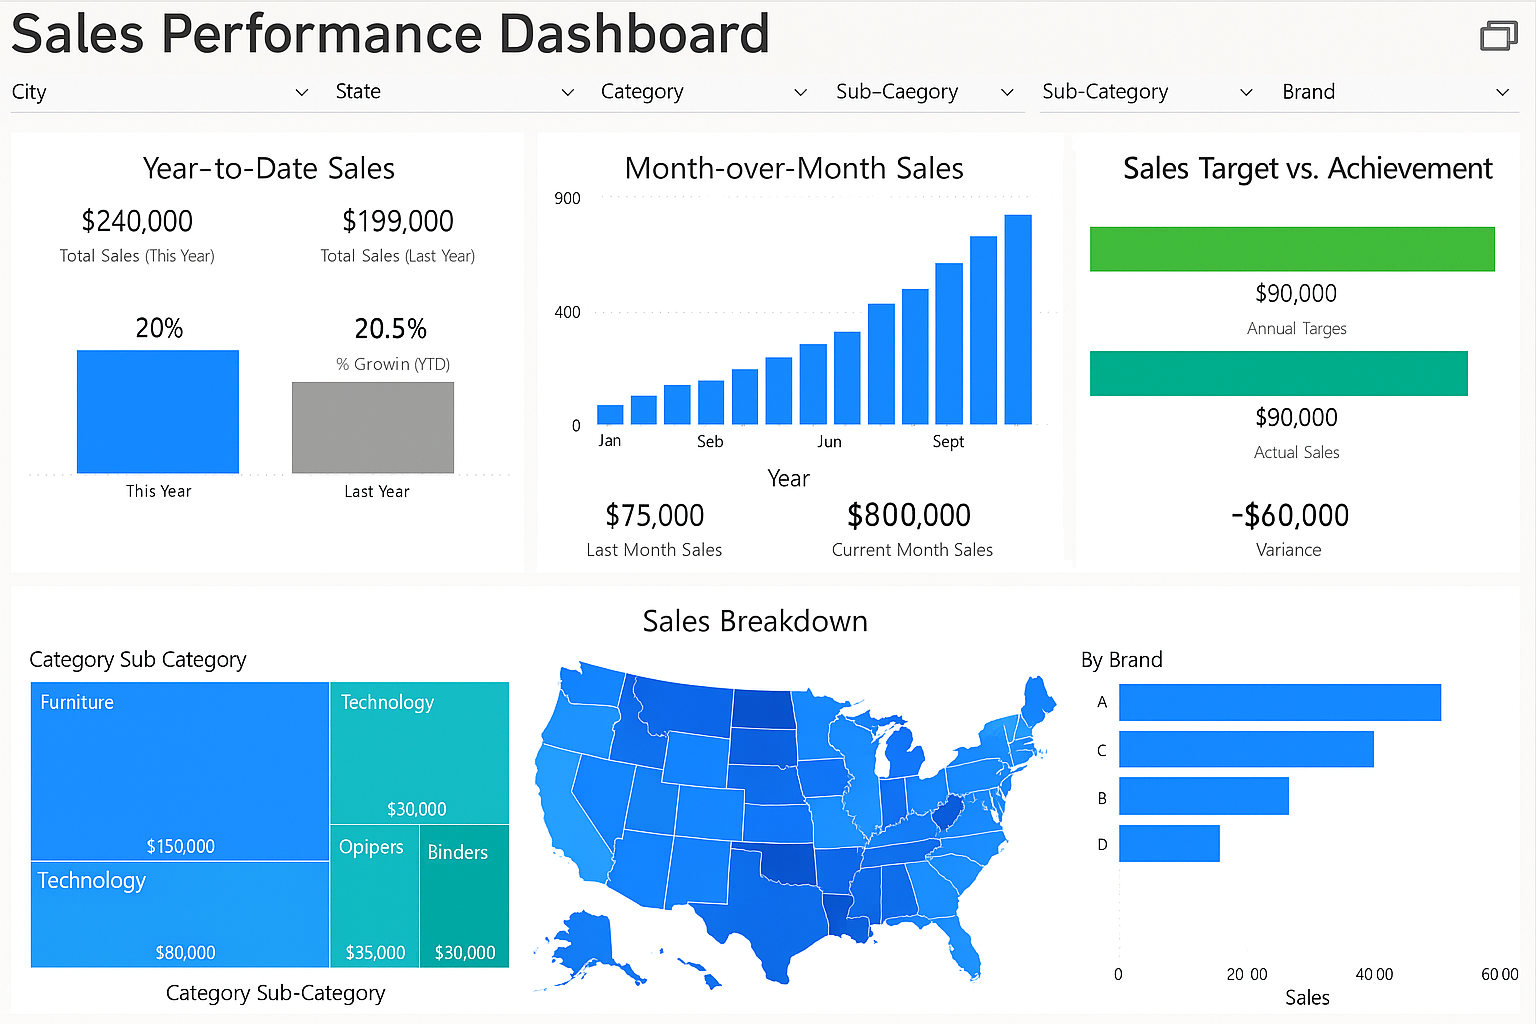 Sales Performance Dashboard
City State Category Sub-Caegory Sub-Category Brand
Year-to-Date Sales
$240,000 $199,000
Total Sales (This Year) Total Sales (Last Year)
20% 20.5%
% Growin (YTD)
This Year Last Year
Month-over-Month Sales
900
400
0
Jan Seb Jun Sept
Year
$75,000 $800,000
Last Month Sales Current Month Sales
Sales Target vs. Achievement
$90,000
Annual Targes
$90,000
Actual Sales
-$60,000
Variance
Sales Breakdown
Category Sub Category
Furniture
$150,000
Technology
$80,000
Technology
$30,000
Opipers
$35,000
Binders
$30,000
Category Sub-Category
By Brand
A
C
B
D
0 20 00 40 00 60 00
Sales